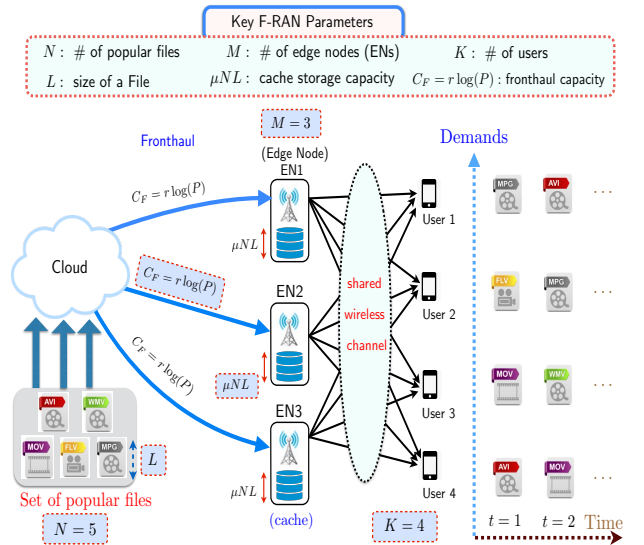 Key F-RAN Parameters
N : # of popular files
M : # of edge nodes (ENs)
K : # of users
L : size of a File
μNL : cache storage capacity
C_F = r log(P) : fronthaul capacity
M = 3
Fronthaul
Demands
(Edge Node)
EN1
C_F = r log(P)
μNL
MPG
AVI
...
User 1
Cloud
C_F = r log(P)
EN2
shared
wireless
channel
μNL
FLV
MPG
...
User 2
C_F = r log(P)
EN3
μNL
MOV
WMV
...
User 3
AVI
WMV
MOV
FLV
MPG
L
Set of popular files
N = 5
(cache)
User 4
K = 4
AVI
MOV
...
t = 1
t = 2
...
Time